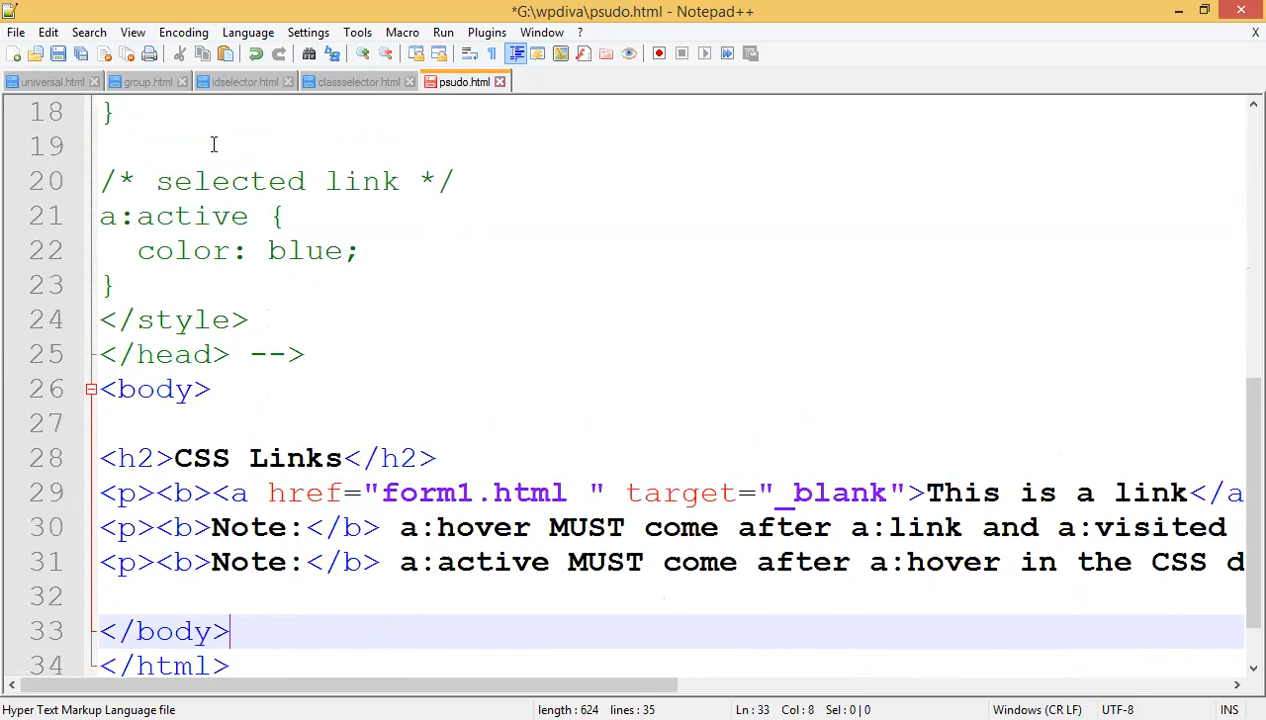 *G:\wpdiva\psudo.html - Notepad++
File Edit Search View Encoding Language Settings Tools Macro Run Plugins Window ? X
universal.html group.html idselector.html classselector.html psudo.html
18 }
19
20 /* selected link */
21 a:active {
22 color: blue;
23 }
24 </style>
25 </head> -->
26 <body>
27
28 <h2>CSS Links</h2>
29 <p><b><a href="form1.html " target="_blank">This is a link</a
30 <p><b>Note:</b> a:hover MUST come after a:link and a:visited
31 <p><b>Note:</b> a:active MUST come after a:hover in the CSS d
32
33 </body>
34 </html>
Hyper Text Markup Language file length : 624 lines : 35 Ln : 33 Col : 8 Sel : 0 | 0 Windows (CR LF) UTF-8 INS